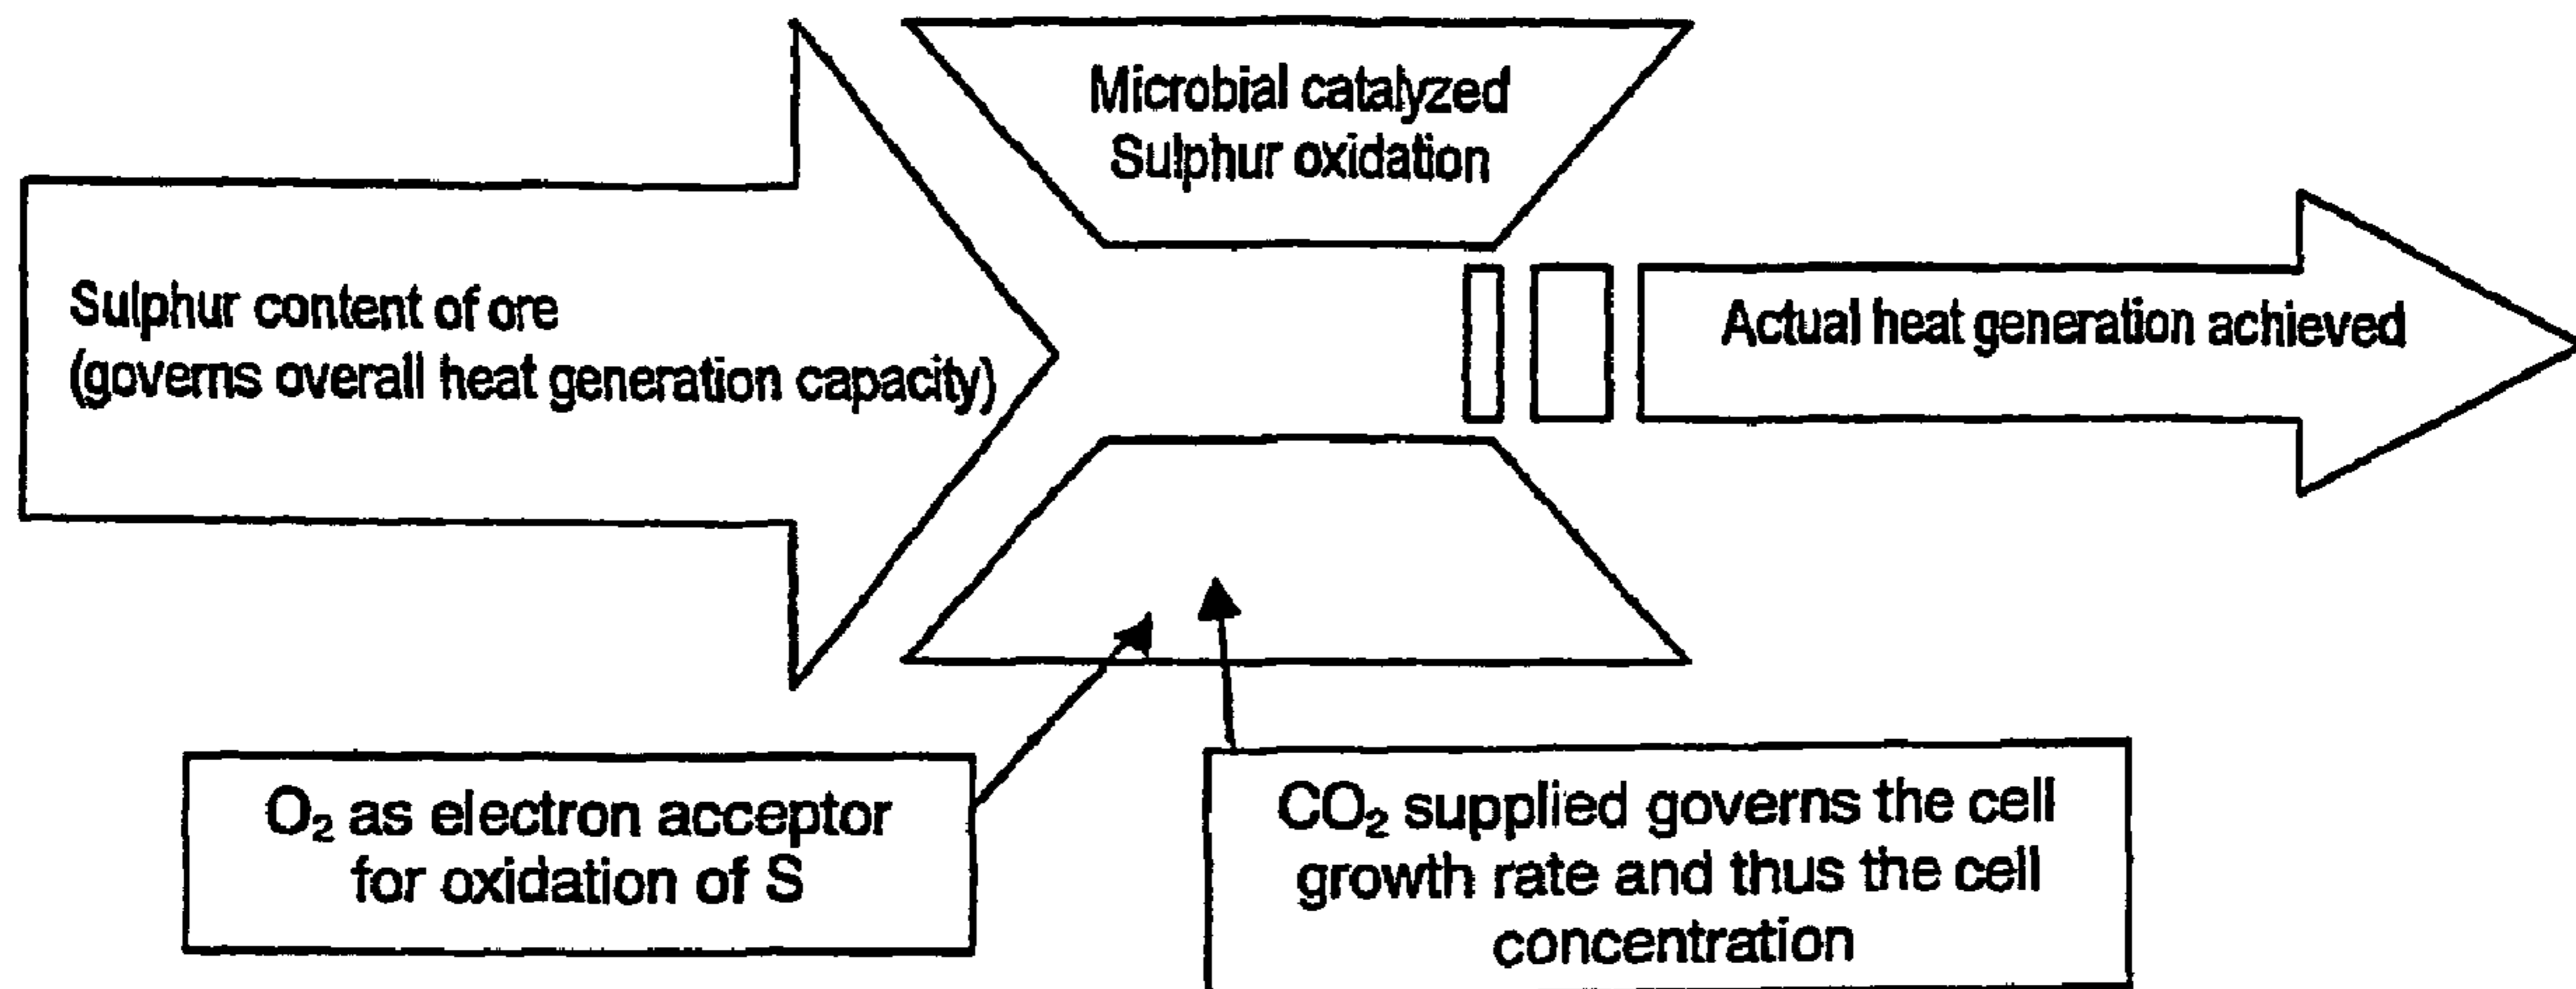 Microbial catalyzed
Sulphur oxidation
Sulphur content of ore
(governs overall heat generation capacity)
Actual heat generation achieved
O₂ as electron acceptor
for oxidation of S
CO₂ supplied governs the cell
growth rate and thus the cell
concentration